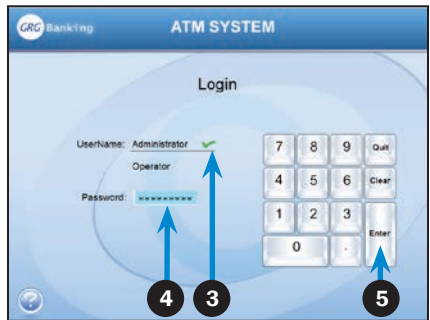 GRG Banking ATM SYSTEM
Login
UserName: Administrator
Operator
Password: *********
7 8 9 Quit
4 5 6 Clear
1 2 3
Enter
0 .
?
4 3 5